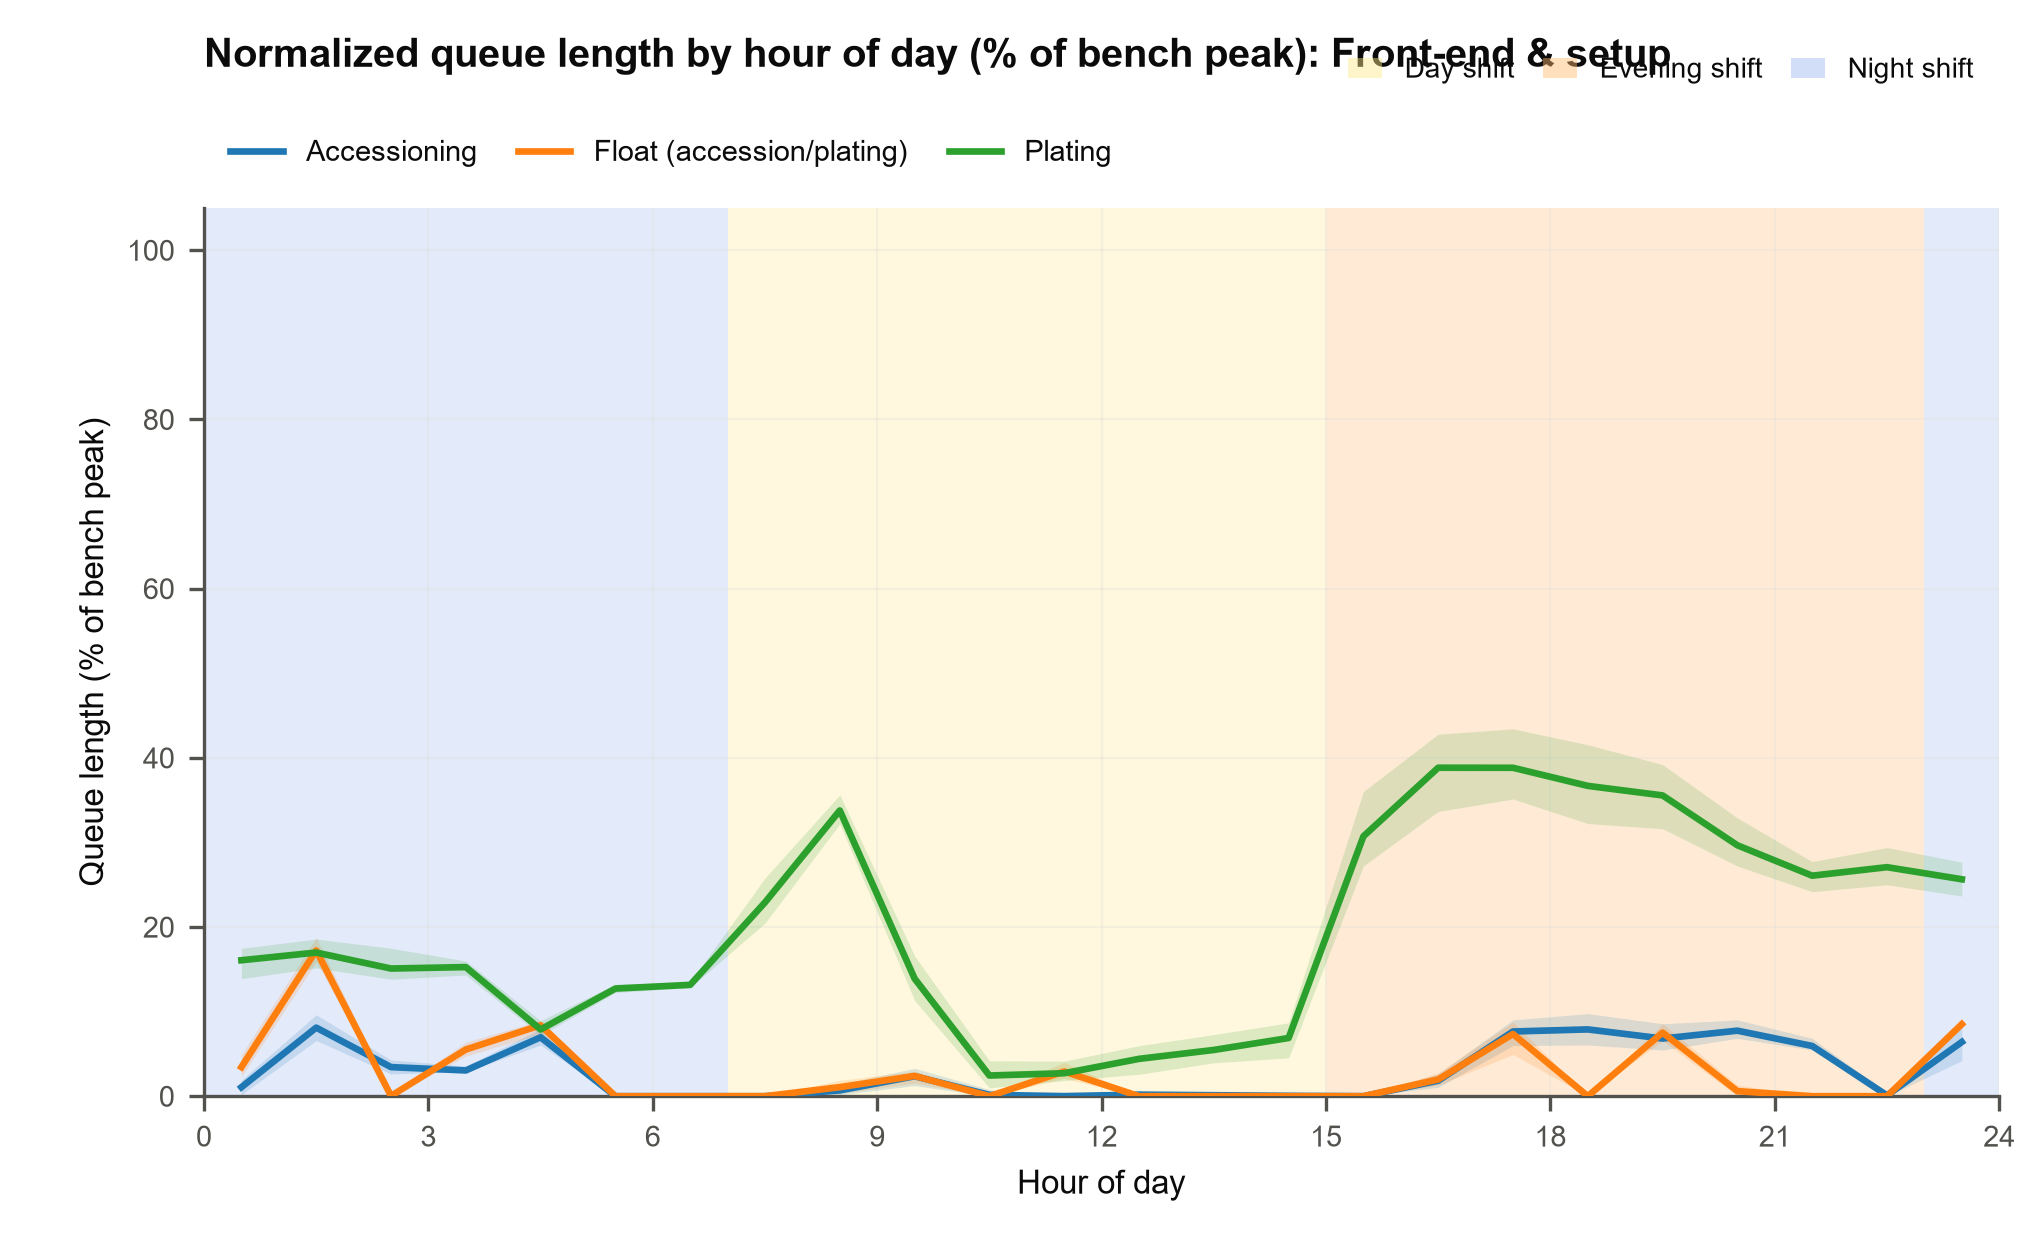 Normalized queue length by hour of day (% of bench peak): Front-end & setup
Day shift Evening shift Night shift
Accessioning Float (accession/plating) Plating
100
80
60
40
20
0
Queue length (% of bench peak)
0 3 6 9 12 15 18 21 24
Hour of day